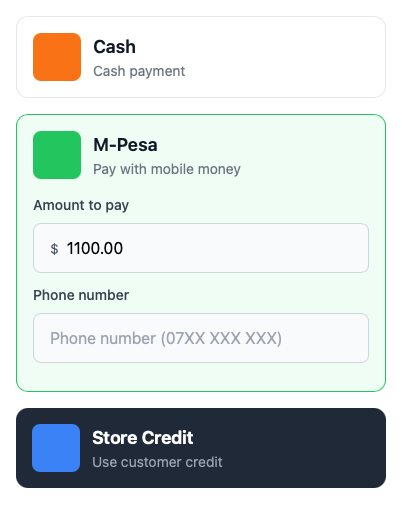 Cash
Cash payment
M-Pesa
Pay with mobile money
Amount to pay
$ 1100.00
Phone number
Phone number (07XX XXX XXX)
Store Credit
Use customer credit